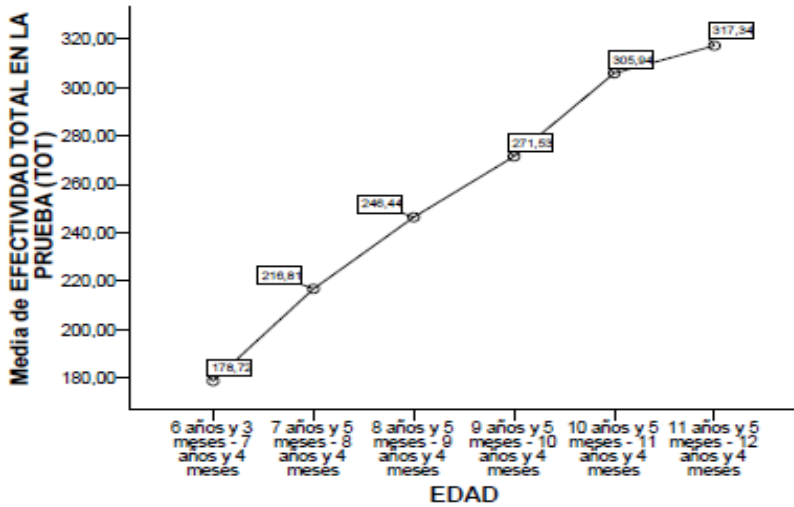 Media de EFECTIVIDAD TOTAL EN LA
PRUEBA (TOT)
320,00
300,00
280,00
260,00
240,00
220,00
200,00
180,00
178,72
216,81
246,44
271,53
305,94
317,34
6 años y 3
meses - 7
años y 4
meses
7 años y 5
meses - 8
años y 4
meses
8 años y 5
meses - 9
años y 4
meses
9 años y 5
meses - 10
años y 4
meses
10 años y 5
meses - 11
años y 4
meses
11 años y 5
meses - 12
años y 4
meses
EDAD